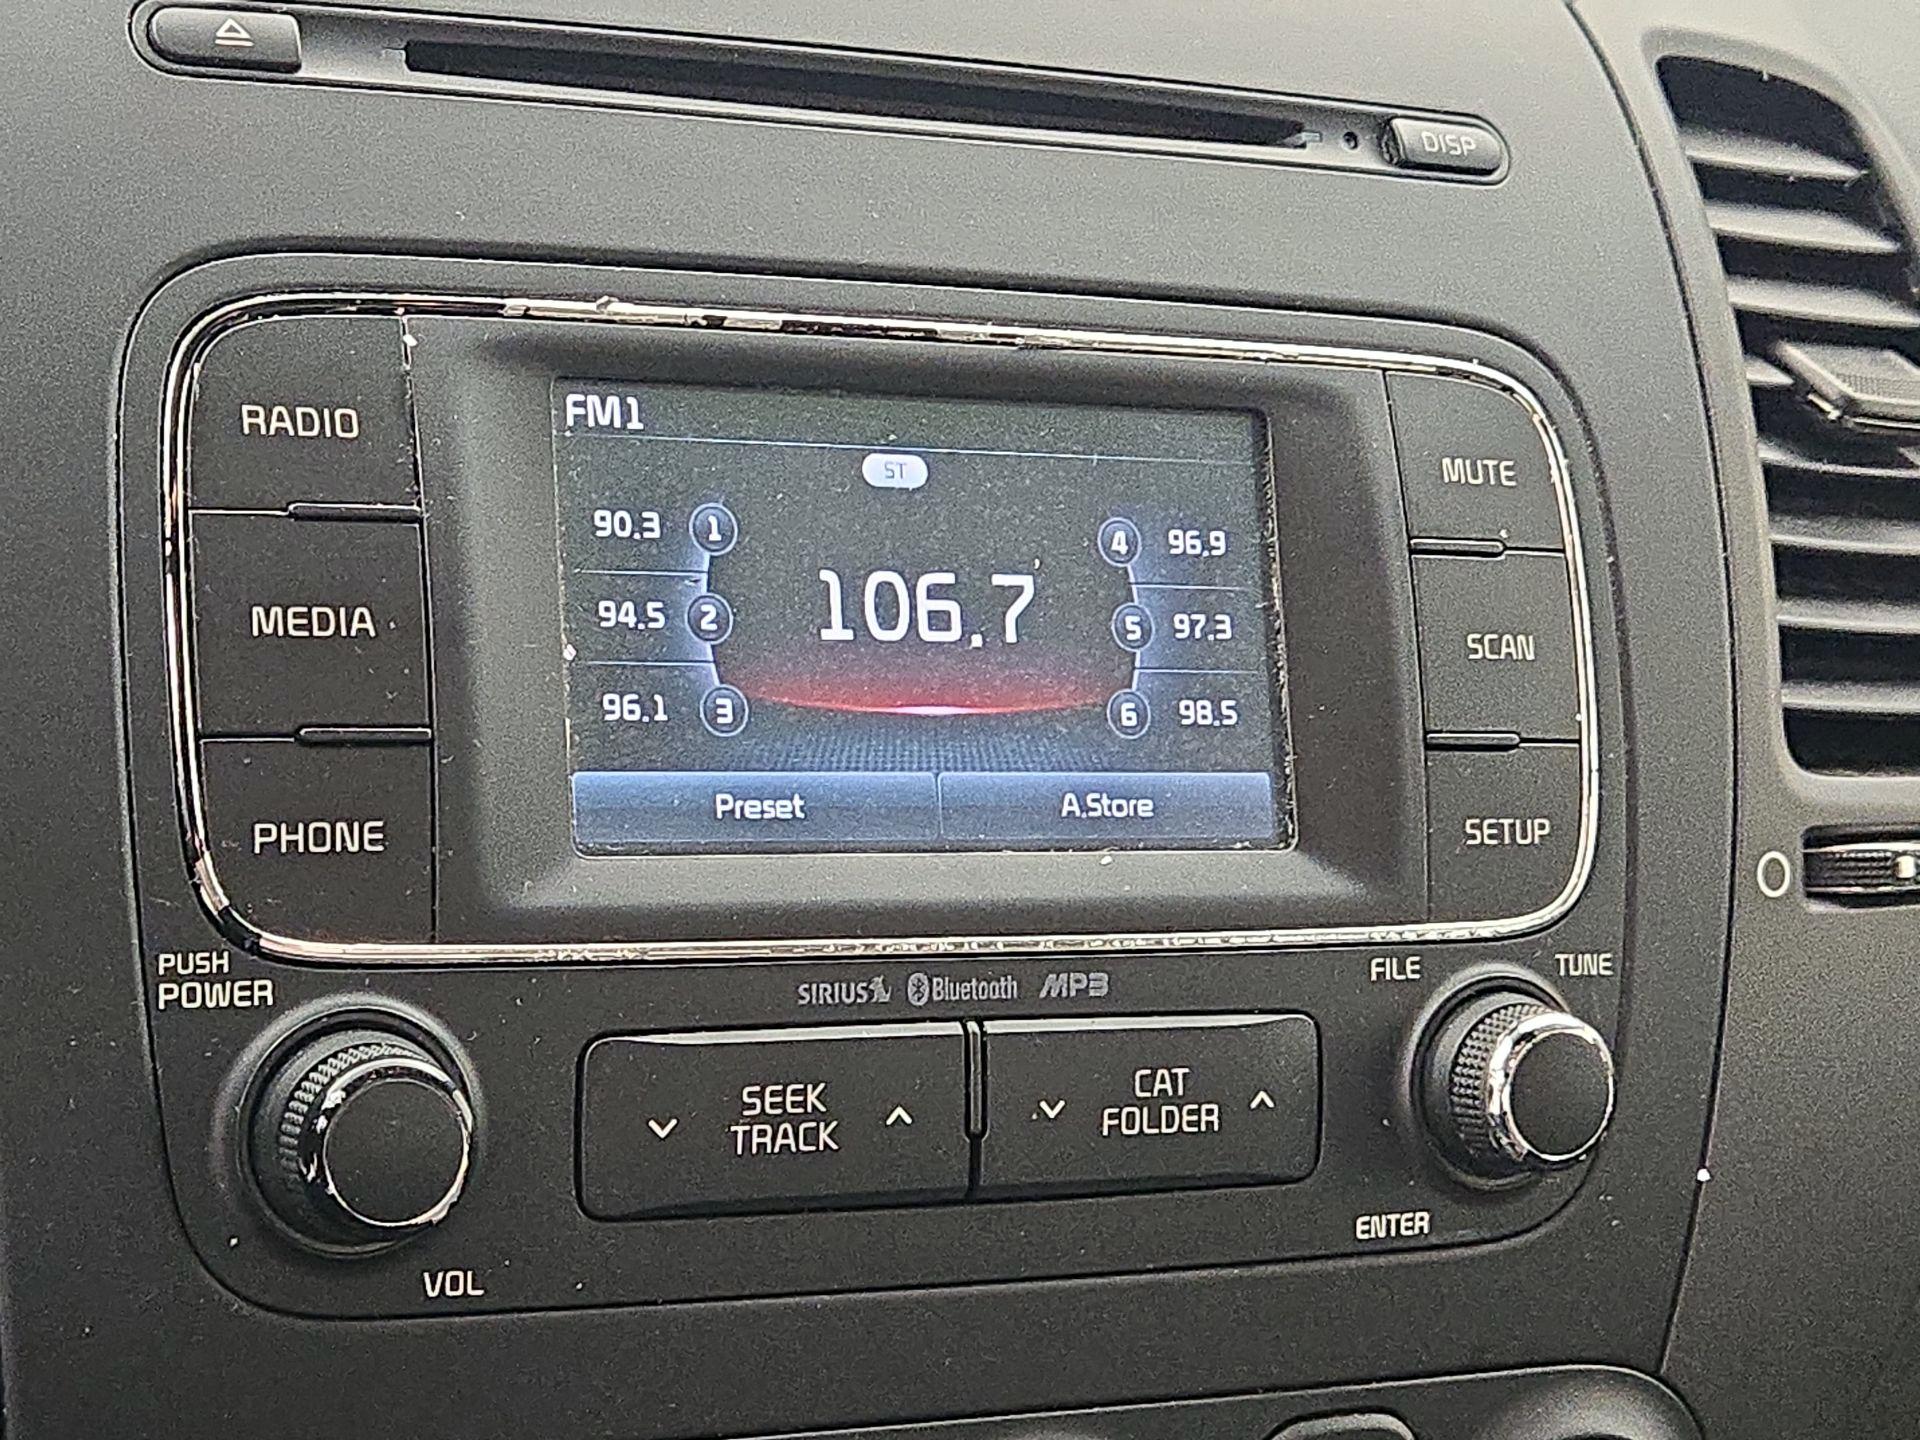 DISP
RADIO
MEDIA
PHONE
FM1
ST
90.3 1
94.5 2
96.1 3
106.7
4 96.9
5 97.3
6 98.5
Preset
A.Store
MUTE
SCAN
SETUP
PUSH
POWER
VOL
SIRIUS Bluetooth MP3
SEEK
TRACK
CAT
FOLDER
FILE
TUNE
ENTER